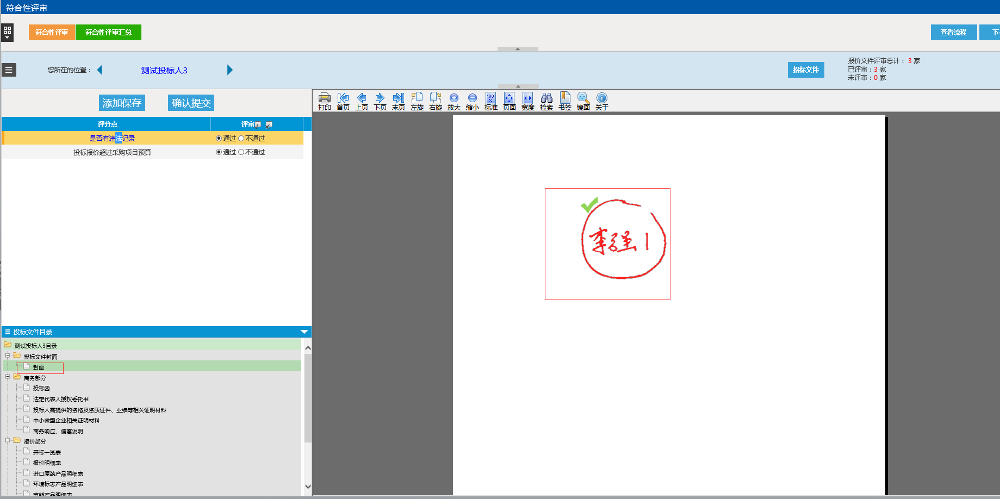 符合性评审
符合性评审 符合性评审汇总 查看流程
您所在的位置： 测试投标人3 招标文件
报价文件评审总计： 3 家
已评审：3 家
未评审：0 家
添加保存 确认提交
打印 首页 上页 下页 末页 左旋 右旋 放大 缩小 标准 页面 宽度 检索 书签 镜面 关于
评分点 评审
是否有违法记录 通过 不通过
投标报价超过采购项目预算 通过 不通过
投标文件目录
测试投标人3目录
投标文件封面
封面
商务部分
投标函
法定代表人授权委托书
投标人需提供的资格及资质证件、业绩等相关证明材料
中小微型企业相关证明材料
商务响应、偏离说明
报价部分
开标一览表
报价明细表
进口原装产品明细表
环境标志产品明细表
节能产品明细表